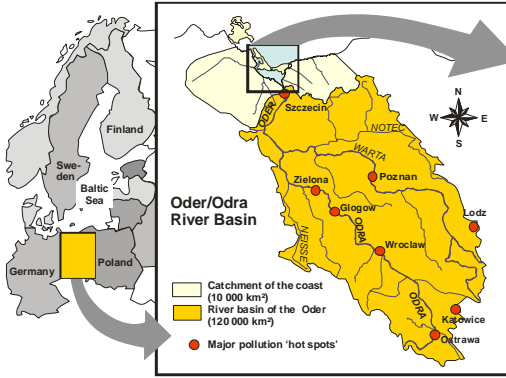 Finland
Swe-
den
Baltic
Sea
Germany
Poland
N
W
E
S
ODER
Szczecin
NOTEC
WARTA
Poznan
Zielona
Glogow
Lodz
Oder/Odra
River Basin
ODRA
NEISSE
Wroclaw
ODRA
Katowice
Ostrawa
Catchment of the coast
(10 000 km²)
River basin of the Oder
(120 000 km²)
Major pollution ‘hot spots’